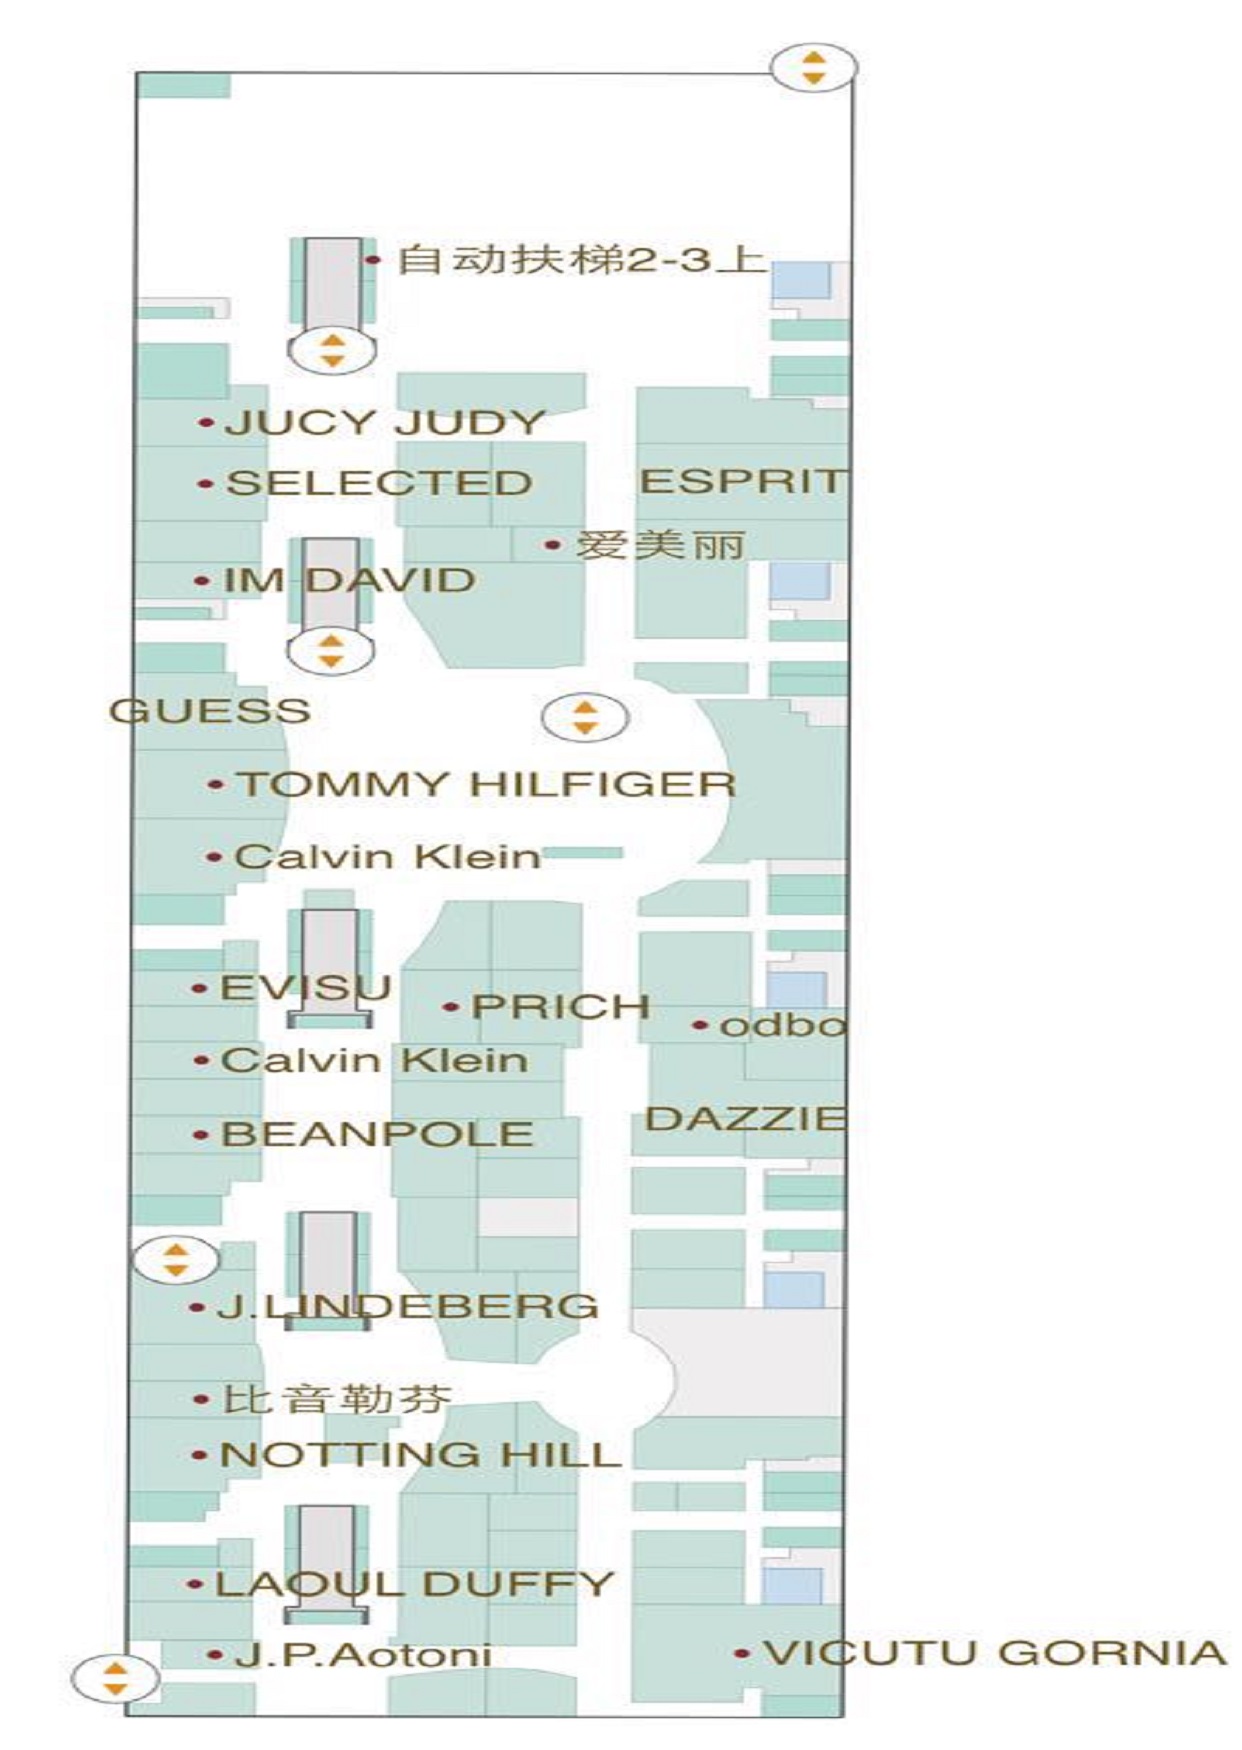 自动扶梯2-3上
JUCY JUDY
SELECTED
ESPRIT
爱美丽
IM DAVID
GUESS
TOMMY HILFIGER
Calvin Klein
EVISU
PRICH
odbo
Calvin Klein
DAZZIE
BEANPOLE
J.LINDEBERG
比音勒芬
NOTTING HILL
LAOUL DUFFY
J.P.Aotoni
VICUTU GORNIA